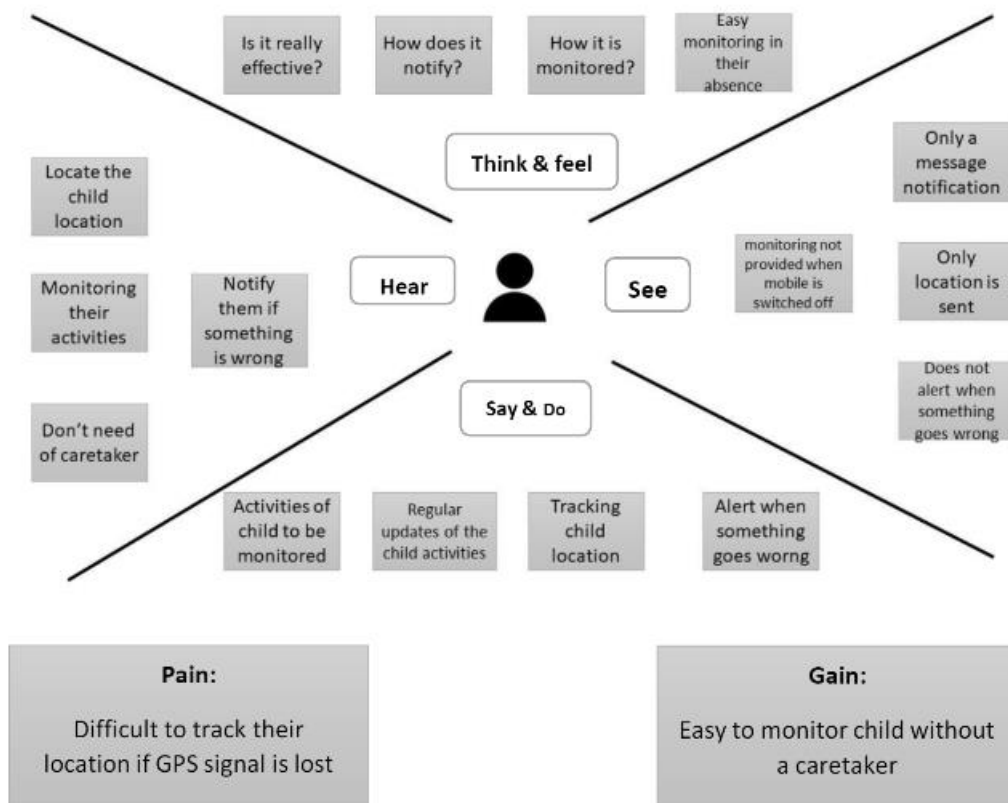 Is it really
effective?
How does it
notify?
How it is
monitored?
Easy
monitoring in
their
absence
Think & feel
Locate the
child
location
Monitoring
their
activities
Notify
them if
something
is wrong
Don't need
of caretaker
Hear
See
monitoring not
provided when
mobile is
switched off
Only a
message
notification
Only
location is
sent
Does not
alert when
something
goes wrong
Say & Do
Activities of
child to be
monitored
Regular
updates of the
child activities
Tracking
child
location
Alert when
something
goes worng
Pain:
Difficult to track their
location if GPS signal is lost
Gain:
Easy to monitor child without
a caretaker